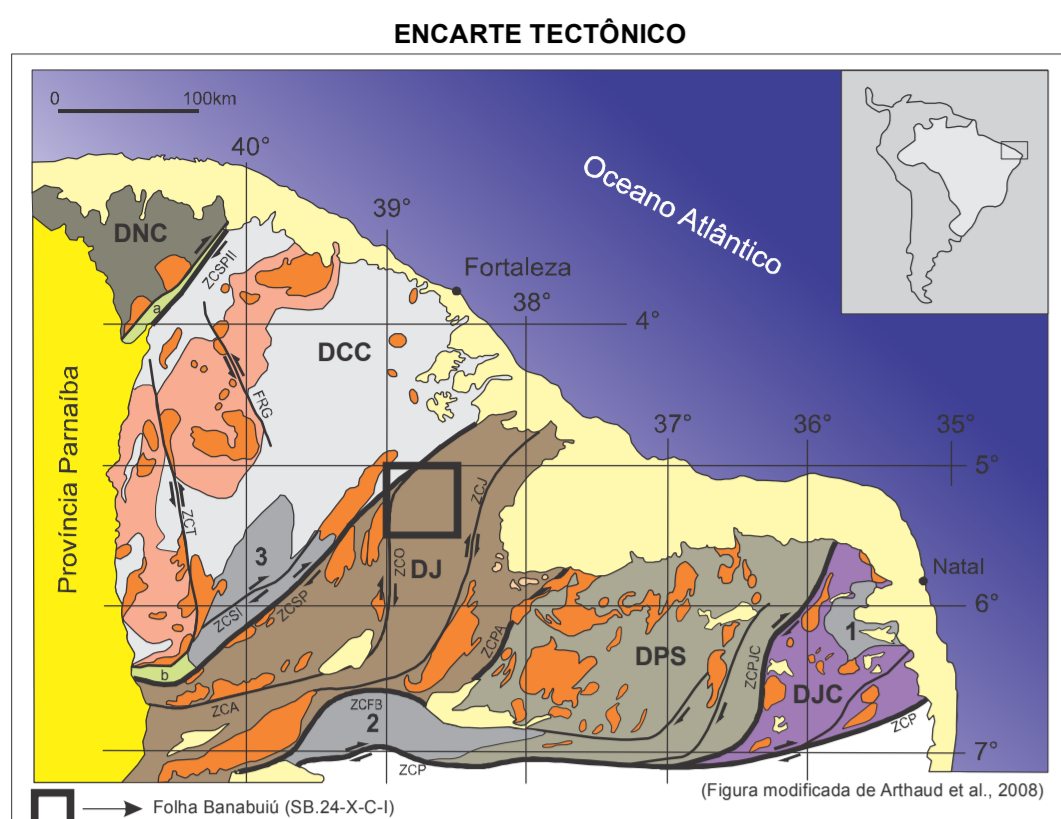 ENCARTE TECTÔNICO
0 100km
40°
39°
Oceano Atlântico
DNC
ZCSPII
Fortaleza
38°
a
4°
DCC
FRG
Província Parnaíba
37°
36°
35°
5°
ZCT
ZCJ
3
ZCO
DJ
ZCSI
ZCSP
Natal
6°
1
ZCPA
DPS
ZCPJC
b
DJC
ZCA
ZCFB
2
ZCP
ZCP
7°
(Figura modificada de Arthaud et al., 2008)
Folha Banabuiú (SB.24-X-C-I)